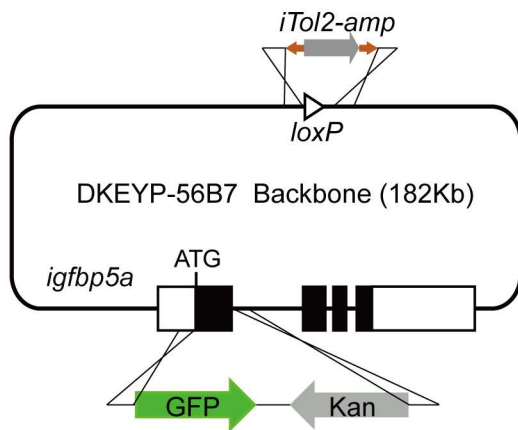 iTol2-amp
loxP
DKEYP-56B7 Backbone (182Kb)
igfbp5a
ATG
GFP
Kan